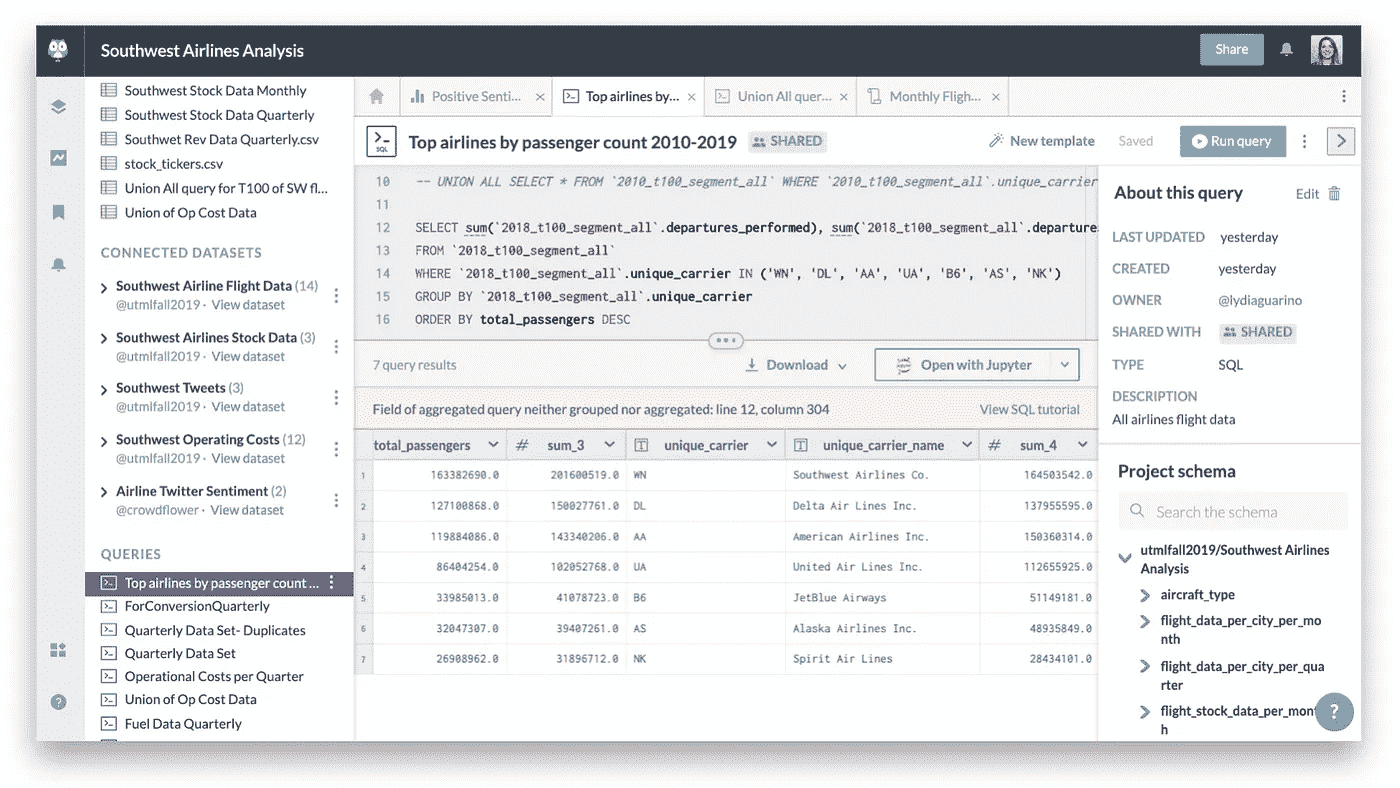 Southwest Airlines Analysis
Share
Southwest Stock Data Monthly
Southwest Stock Data Quarterly
Southwet Rev Data Quarterly.csv
stock_tickers.csv
Union All query for T100 of SW fl...
Union of Op Cost Data
CONNECTED DATASETS
Southwest Airline Flight Data (14)
@utmlfall2019 · View dataset
Southwest Airlines Stock Data (3)
@utmlfall2019 · View dataset
Southwest Tweets (3)
@utmlfall2019 · View dataset
Southwest Operating Costs (12)
@utmlfall2019 · View dataset
Airline Twitter Sentiment (2)
@crowdflower · View dataset
QUERIES
Top airlines by passenger count ...
ForConversionQuarterly
Quarterly Data Set- Duplicates
Quarterly Data Set
Operational Costs per Quarter
Union of Op Cost Data
Fuel Data Quarterly
Positive Senti... × Top airlines by... × Union All quer... × Monthly Fligh... ×
SQL Top airlines by passenger count 2010-2019 SHARED New template Saved Run query
10 -- UNION ALL SELECT * FROM `2010_t100_segment_all` WHERE `2010_t100_segment_all`.unique_carrier
11
12 SELECT sum(`2018_t100_segment_all`.departures_performed), sum(`2018_t100_segment_all`.departure
13 FROM `2018_t100_segment_all`
14 WHERE `2018_t100_segment_all`.unique_carrier IN ('WN', 'DL', 'AA', 'UA', 'B6', 'AS', 'NK')
15 GROUP BY `2018_t100_segment_all`.unique_carrier
16 ORDER BY total_passengers DESC
7 query results Download Open with Jupyter
Field of aggregated query neither grouped nor aggregated: line 12, column 304 View SQL tutorial
total_passengers # sum_3 T unique_carrier T unique_carrier_name # sum_4
1 163382690.0 201600519.0 WN Southwest Airlines Co. 164503542.0
2 127100868.0 150027761.0 DL Delta Air Lines Inc. 137955595.0
3 119884086.0 143340206.0 AA American Airlines Inc. 150360314.0
4 86404254.0 102052768.0 UA United Air Lines Inc. 112655925.0
5 33985013.0 41078723.0 B6 JetBlue Airways 51149181.0
6 32047307.0 39407261.0 AS Alaska Airlines Inc. 48935849.0
7 26908962.0 31896712.0 NK Spirit Air Lines 28434101.0
About this query Edit
LAST UPDATED yesterday
CREATED yesterday
OWNER @lydiaguarino
SHARED WITH SHARED
TYPE SQL
DESCRIPTION
All airlines flight data
Project schema
Search the schema
utmlfall2019/Southwest Airlines
Analysis
aircraft_type
flight_data_per_city_per_mo
nth
flight_data_per_city_per_qua
rter
flight_stock_data_per_mont
h
?
?